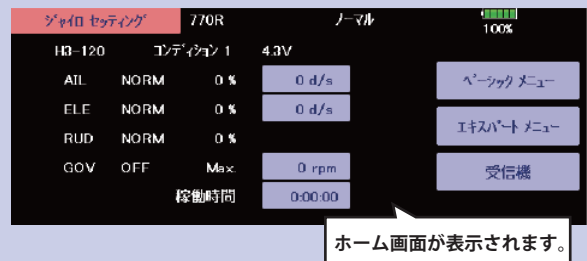 ジャイロ セッティング 770R ノーマル 100%
H3-120 コンディション 1 4.3V
AIL NORM 0 % 0 d/s ベーシック メニュー
ELE NORM 0 % 0 d/s エキスパート メニュー
RUD NORM 0 %
GOV OFF Max. 0 rpm 受信機
稼働時間 0:00:00
ホーム画面が表示されます。